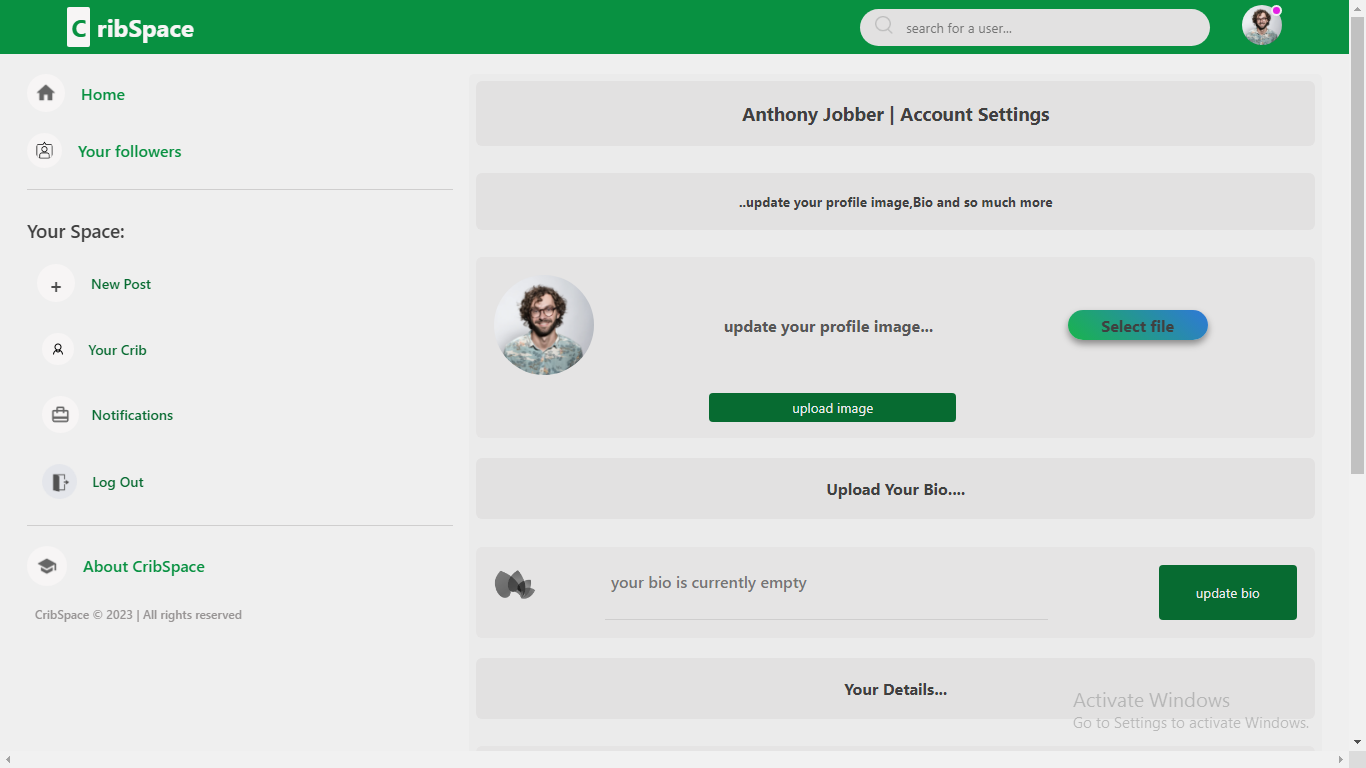 CribSpace
search for a user...
Home
Your followers
Your Space:
New Post
Your Crib
Notifications
Log Out
About CribSpace
CribSpace © 2023 | All rights reserved
Anthony Jobber | Account Settings
..update your profile image,Bio and so much more
update your profile image...
Select file
upload image
Upload Your Bio....
your bio is currently empty
update bio
Your Details...
Activate Windows
Go to Settings to activate Windows.